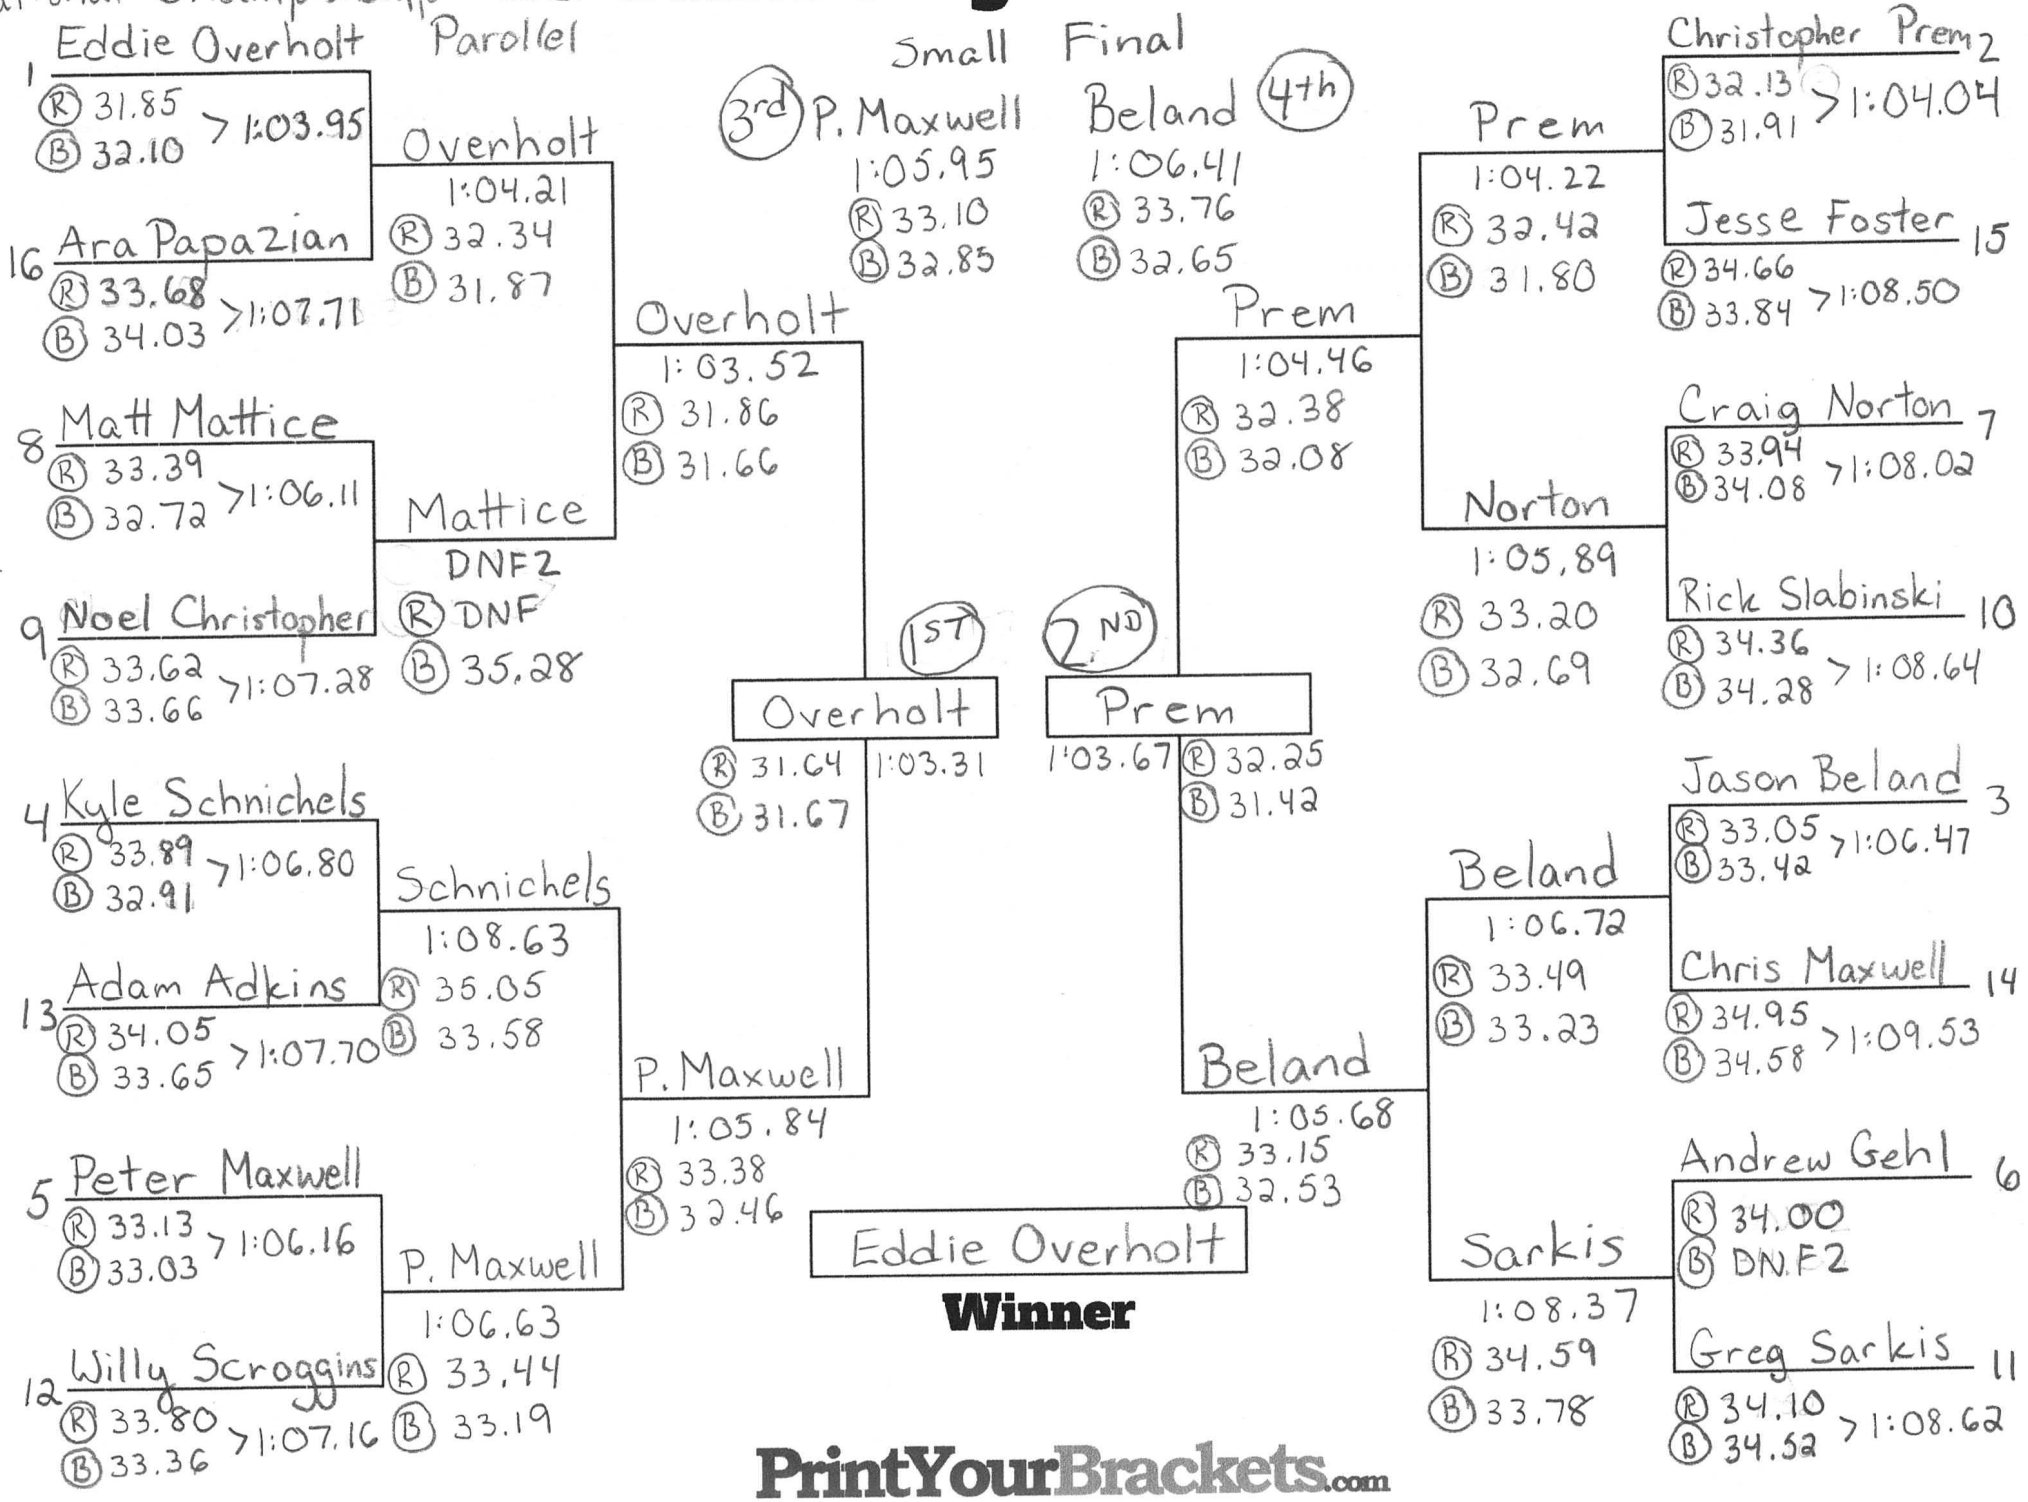 Eddie Overholt
1
Ⓡ 31.85
Ⓑ 32.10
> 1:03.95
16 Ara Papazian
Ⓡ 33.68
Ⓑ 34.03
>1:07.71
8 Matt Mattice
Ⓡ 33.39
Ⓑ 32.72
>1:06.11
9 Noel Christopher
Ⓡ 33.62
Ⓑ 33.66
>1:07.28
4 Kyle Schnichels
Ⓡ 33.89
Ⓑ 32.91
>1:06.80
13 Adam Adkins
Ⓡ 34.05
Ⓑ 33.65
>1:07.70
5 Peter Maxwell
Ⓡ 33.13
Ⓑ 33.03
> 1:06.16
12 Willy Scroggins
Ⓡ 33.80
Ⓑ 33.36
>1:07.16
Parollel
Overholt
1:04.21
Ⓡ 32.34
Ⓑ 31.87
Mattice
DNF2
Ⓡ DNF
Ⓑ 35.28
Schnichels
1:08.63
Ⓡ 35.05
Ⓑ 33.58
P. Maxwell
1:06.63
Ⓡ 33.44
Ⓑ 33.19
Overholt
1:03.52
Ⓡ 31.86
Ⓑ 31.66
P. Maxwell
1:05.84
Ⓡ 33.38
Ⓑ 32.46
Small Final
3rd P. Maxwell
1:05.95
Ⓡ 33.10
Ⓑ 32.85
Beland 4th
1:06.41
Ⓡ 33.76
Ⓑ 32.65
1ST
Overholt
Ⓡ 31.64 1:03.31
Ⓑ 31.67
2ND
Prem
1:03.67 Ⓡ 32.25
Ⓑ 31.42
Eddie Overholt
Winner
Prem
1:04.46
Ⓡ 32.38
Ⓑ 32.08
Beland
1:05.68
Ⓡ 33.15
Ⓑ 32.53
Prem
1:04.22
Ⓡ 32.42
Ⓑ 31.80
Norton
1:05,89
Ⓡ 33.20
Ⓑ 32.69
Beland
1:06.72
Ⓡ 33.49
Ⓑ 33.23
Sarkis
1:08.37
Ⓡ 34.59
Ⓑ 33.78
Christopher Prem 2
Ⓡ 32.13
Ⓑ 31.91
>1:04.04
Jesse Foster 15
Ⓡ 34.66
Ⓑ 33.84
>1:08.50
Craig Norton 7
Ⓡ 33.94
Ⓑ 34.08
>1:08.02
Rick Slabinski 10
Ⓡ 34.36
Ⓑ 34.28
> 1:08.64
Jason Beland 3
Ⓡ 33.05
Ⓑ 33.42
>1:06.47
Chris Maxwell 14
Ⓡ 34.95
Ⓑ 34.58
>1:09.53
Andrew Gehl 6
Ⓡ 34.00
Ⓑ DNF2
Greg Sarkis 11
Ⓡ 34.10
Ⓑ 34.52
>1:08.62
PrintYourBrackets.com